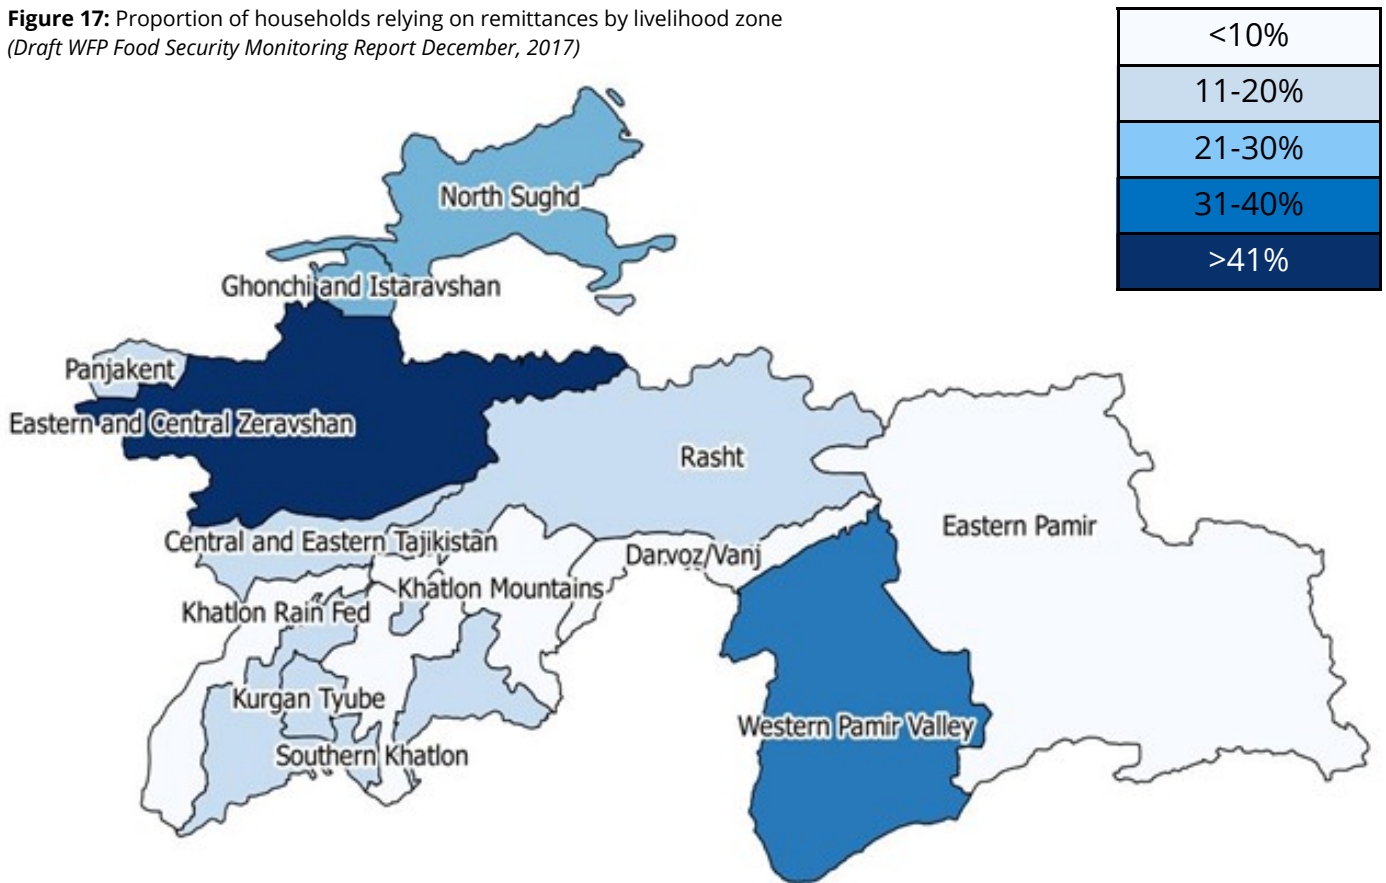 Figure 17: Proportion of households relying on remittances by livelihood zone
(Draft WFP Food Security Monitoring Report December, 2017)
<10%
11-20%
21-30%
31-40%
>41%
North Sughd
Ghonchi and Istaravshan
Panjakent
Eastern and Central Zeravshan
Rasht
Eastern Pamir
Central and Eastern Tajikistan
Darvoz/Vanj
Khatlon Mountains
Khatlon Rain Fed
Kurgan Tyube
Western Pamir Valley
Southern Khatlon